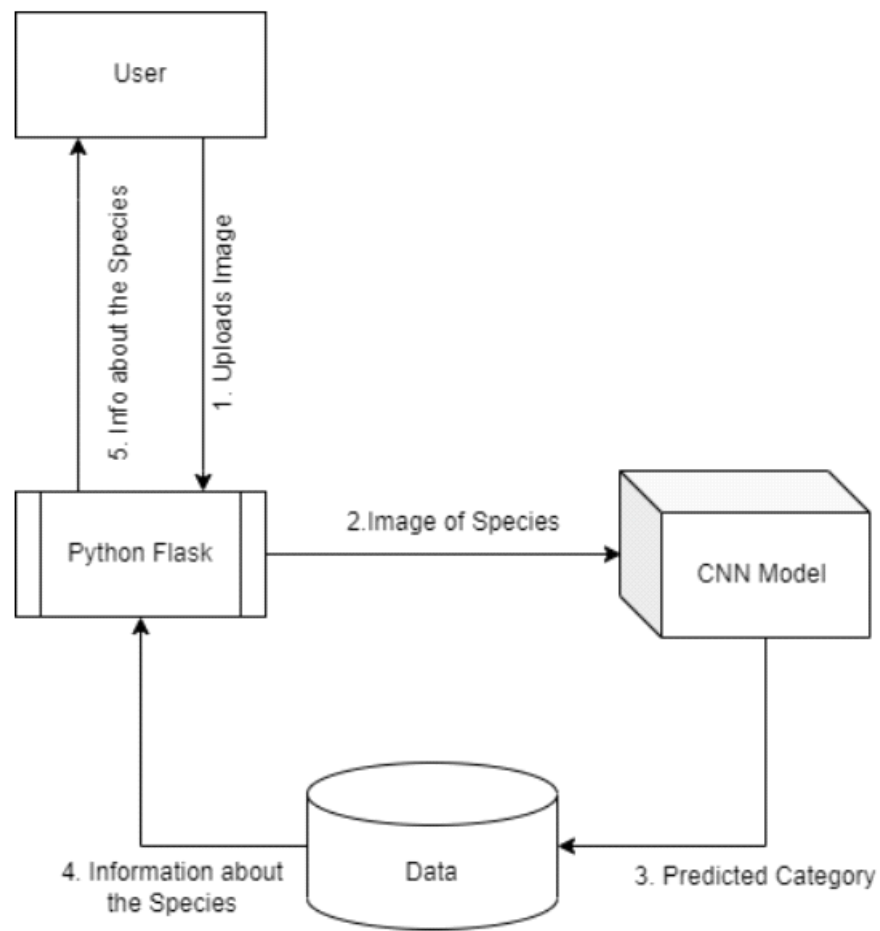 User
5. Info about the Species
1. Uploads Image
Python Flask
2.Image of Species
CNN Model
4. Information about
the Species
Data
3. Predicted Category